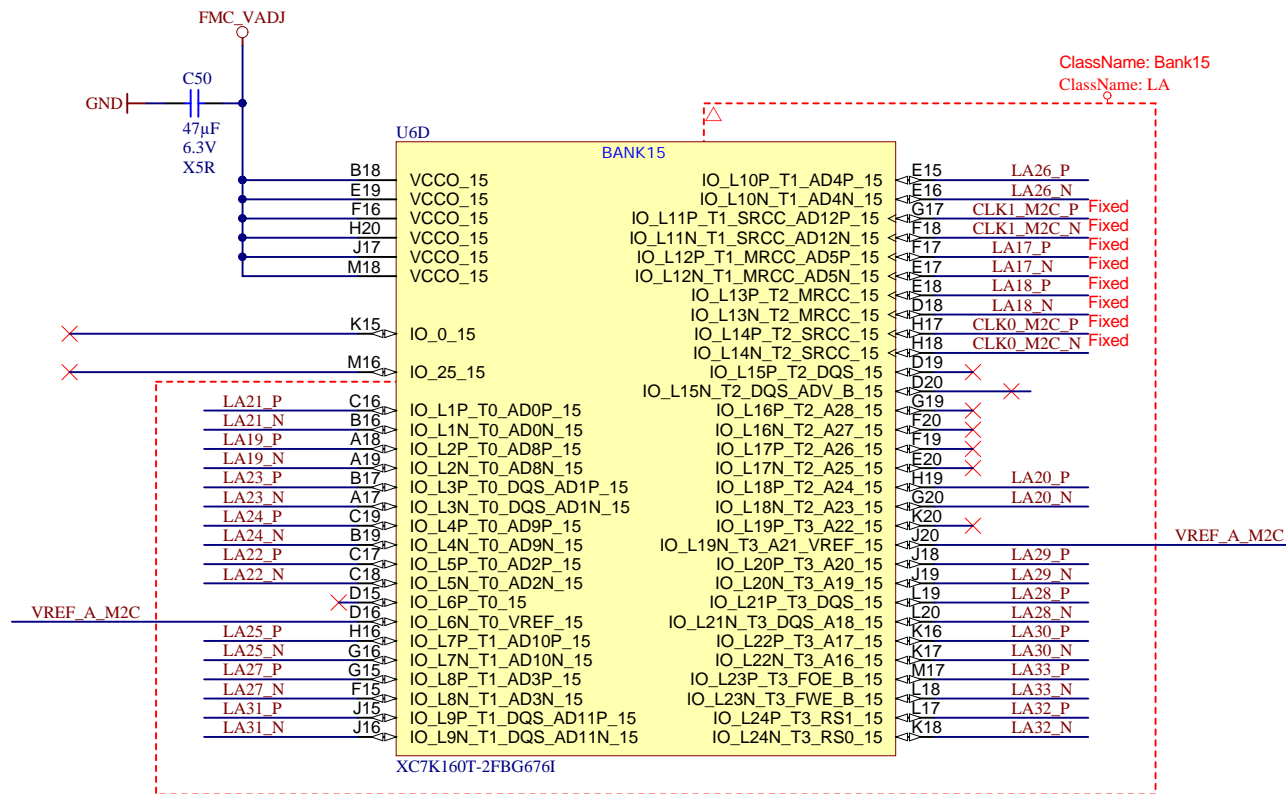 FMC_VADJ
ClassName: Bank15
ClassName: LA
C50
GND
47µF
6.3V
X5R
U6D
BANK15
B18 VCCO_15
E19 VCCO_15
F16 VCCO_15
H20 VCCO_15
J17 VCCO_15
M18 VCCO_15
K15 IO_0_15
M16 IO_25_15
LA21_P C16 IO_L1P_T0_AD0P_15
LA21_N B16 IO_L1N_T0_AD0N_15
LA19_P A18 IO_L2P_T0_AD8P_15
LA19_N A19 IO_L2N_T0_AD8N_15
LA23_P B17 IO_L3P_T0_DQS_AD1P_15
LA23_N A17 IO_L3N_T0_DQS_AD1N_15
LA24_P C19 IO_L4P_T0_AD9P_15
LA24_N B19 IO_L4N_T0_AD9N_15
LA22_P C17 IO_L5P_T0_AD2P_15
LA22_N C18 IO_L5N_T0_AD2N_15
D15 IO_L6P_T0_15
VREF_A_M2C D16 IO_L6N_T0_VREF_15
LA25_P H16 IO_L7P_T1_AD10P_15
LA25_N G16 IO_L7N_T1_AD10N_15
LA27_P G15 IO_L8P_T1_AD3P_15
LA27_N F15 IO_L8N_T1_AD3N_15
LA31_P J15 IO_L9P_T1_DQS_AD11P_15
LA31_N J16 IO_L9N_T1_DQS_AD11N_15
IO_L10P_T1_AD4P_15 E15 LA26_P
IO_L10N_T1_AD4N_15 E16 LA26_N
IO_L11P_T1_SRCC_AD12P_15 G17 CLK1_M2C_P Fixed
IO_L11N_T1_SRCC_AD12N_15 F18 CLK1_M2C_N Fixed
IO_L12P_T1_MRCC_AD5P_15 F17 LA17_P Fixed
IO_L12N_T1_MRCC_AD5N_15 E17 LA17_N Fixed
IO_L13P_T2_MRCC_15 E18 LA18_P Fixed
IO_L13N_T2_MRCC_15 D18 LA18_N Fixed
IO_L14P_T2_SRCC_15 H17 CLK0_M2C_P Fixed
IO_L14N_T2_SRCC_15 H18 CLK0_M2C_N Fixed
IO_L15P_T2_DQS_15 D19
IO_L15N_T2_DQS_ADV_B_15 D20
IO_L16P_T2_A28_15 G19
IO_L16N_T2_A27_15 F20
IO_L17P_T2_A26_15 F19
IO_L17N_T2_A25_15 E20
IO_L18P_T2_A24_15 H19 LA20_P
IO_L18N_T2_A23_15 G20 LA20_N
IO_L19P_T3_A22_15 K20
IO_L19N_T3_A21_VREF_15 J20 VREF_A_M2C
IO_L20P_T3_A20_15 J18 LA29_P
IO_L20N_T3_A19_15 J19 LA29_N
IO_L21P_T3_DQS_15 L19 LA28_P
IO_L21N_T3_DQS_A18_15 L20 LA28_N
IO_L22P_T3_A17_15 K16 LA30_P
IO_L22N_T3_A16_15 K17 LA30_N
IO_L23P_T3_FOE_B_15 M17 LA33_P
IO_L23N_T3_FWE_B_15 L18 LA33_N
IO_L24P_T3_RS1_15 L17 LA32_P
IO_L24N_T3_RS0_15 K18 LA32_N
XC7K160T-2FBG676I